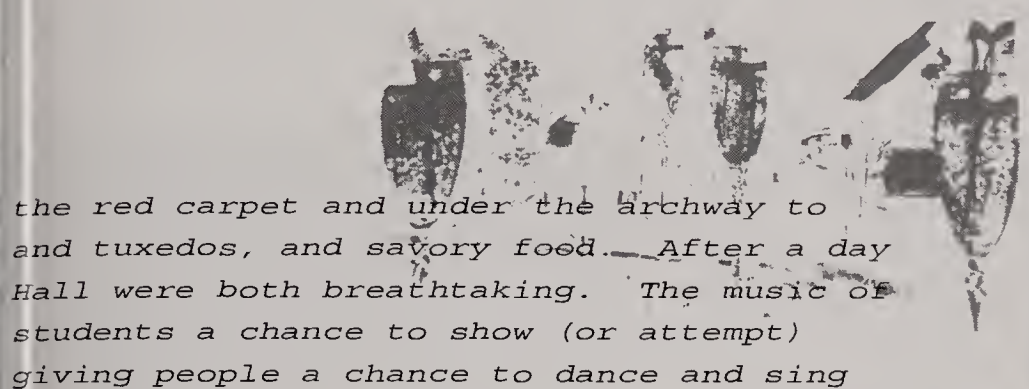 the red carpet and under the archway to
and tuxedos, and savory food. After a day
Hall were both breathtaking. The music of
students a chance to show (or attempt)
giving people a chance to dance and sing